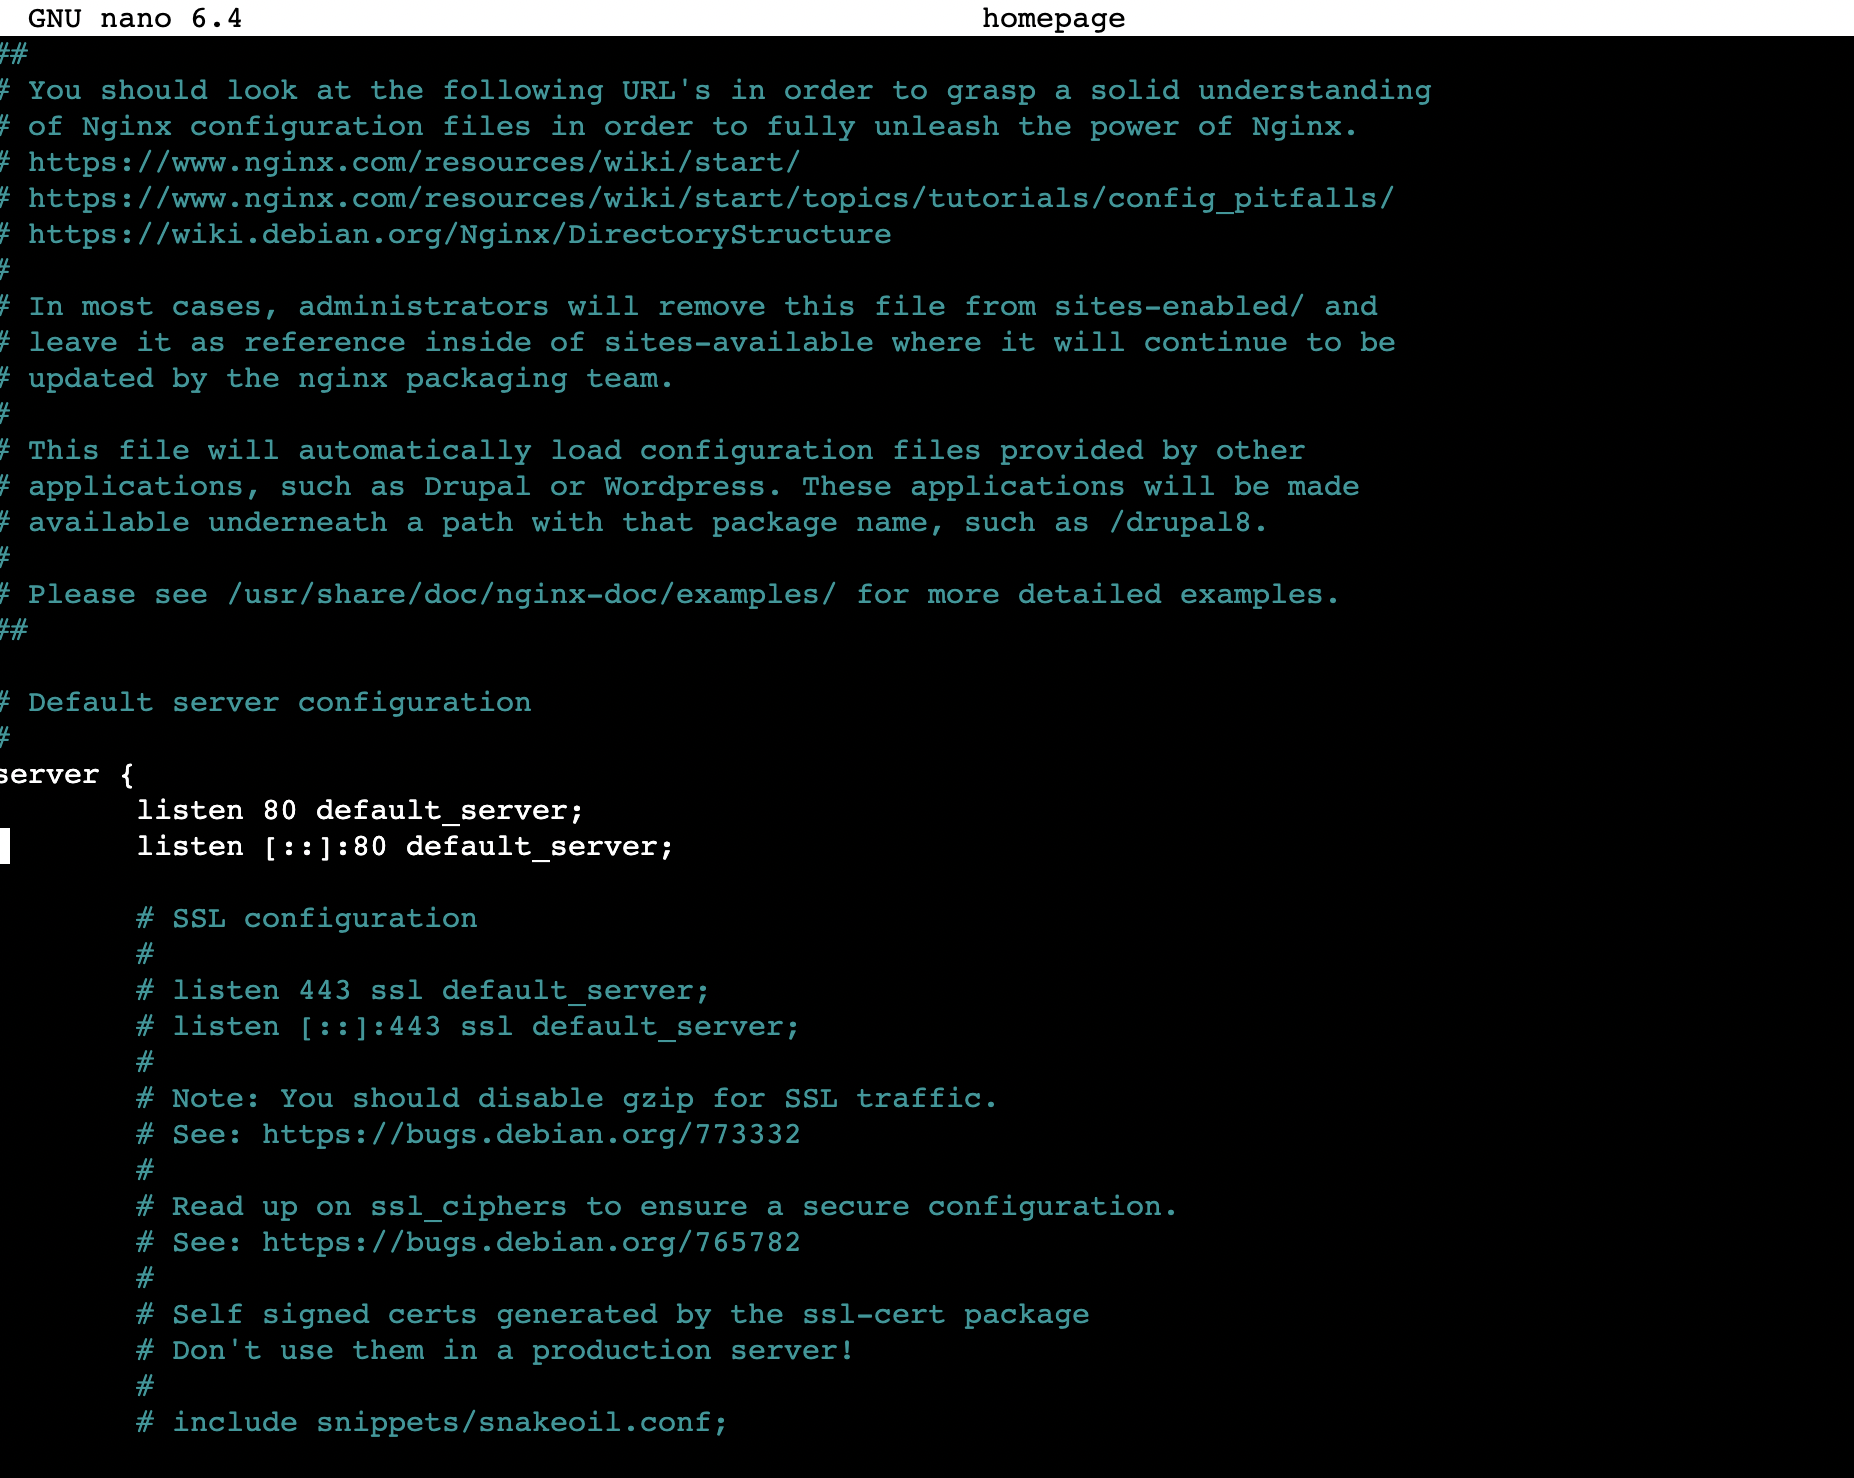 GNU nano 6.4 homepage
##
# You should look at the following URL's in order to grasp a solid understanding
# of Nginx configuration files in order to fully unleash the power of Nginx.
# https://www.nginx.com/resources/wiki/start/
# https://www.nginx.com/resources/wiki/start/topics/tutorials/config_pitfalls/
# https://wiki.debian.org/Nginx/DirectoryStructure
#
# In most cases, administrators will remove this file from sites-enabled/ and
# leave it as reference inside of sites-available where it will continue to be
# updated by the nginx packaging team.
#
# This file will automatically load configuration files provided by other
# applications, such as Drupal or Wordpress. These applications will be made
# available underneath a path with that package name, such as /drupal8.
#
# Please see /usr/share/doc/nginx-doc/examples/ for more detailed examples.
##
# Default server configuration
#
server {
listen 80 default_server;
listen [::]:80 default_server;
# SSL configuration
#
# listen 443 ssl default_server;
# listen [::]:443 ssl default_server;
#
# Note: You should disable gzip for SSL traffic.
# See: https://bugs.debian.org/773332
#
# Read up on ssl_ciphers to ensure a secure configuration.
# See: https://bugs.debian.org/765782
#
# Self signed certs generated by the ssl-cert package
# Don't use them in a production server!
#
# include snippets/snakeoil.conf;